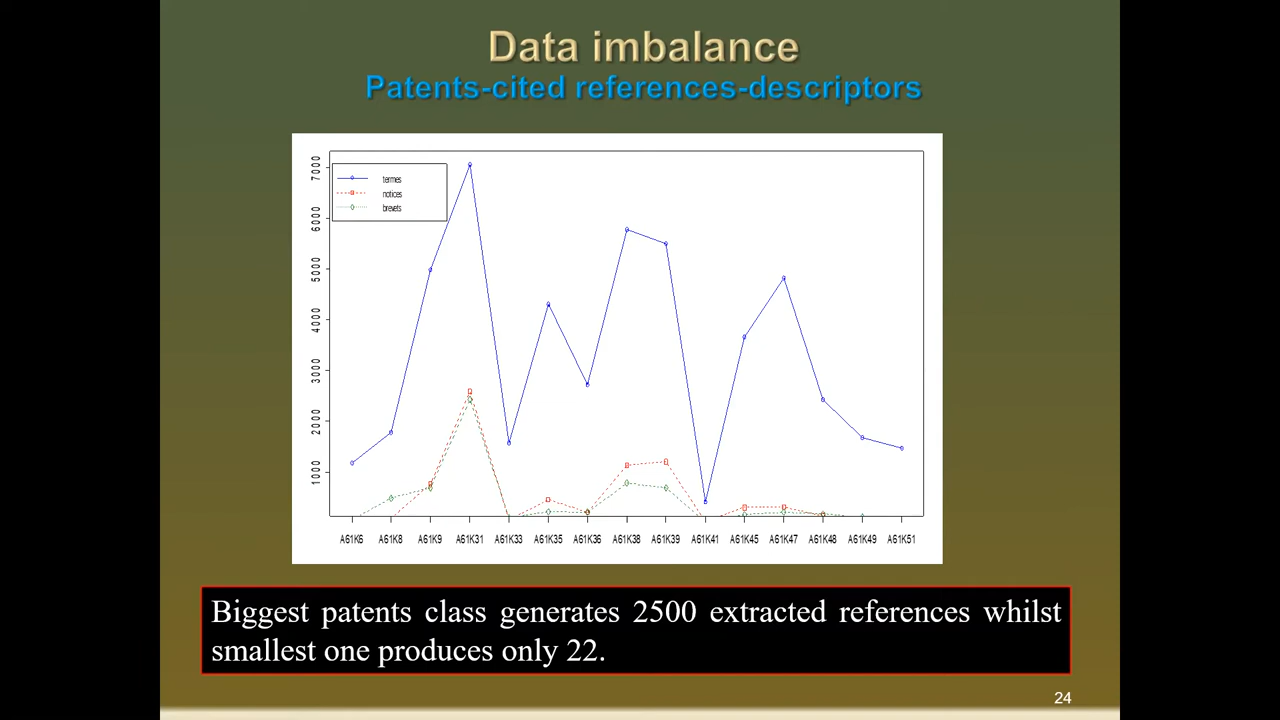 Data imbalance
Patents-cited references-descriptors
7000
6000
5000
4000
3000
2000
1000
termes
notices
brevets
A61K6 A61K8 A61K9 A61K31 A61K33 A61K35 A61K36 A61K38 A61K39 A61K41 A61K45 A61K47 A61K48 A61K49 A61K51
Biggest patents class generates 2500 extracted references whilst
smallest one produces only 22.
24